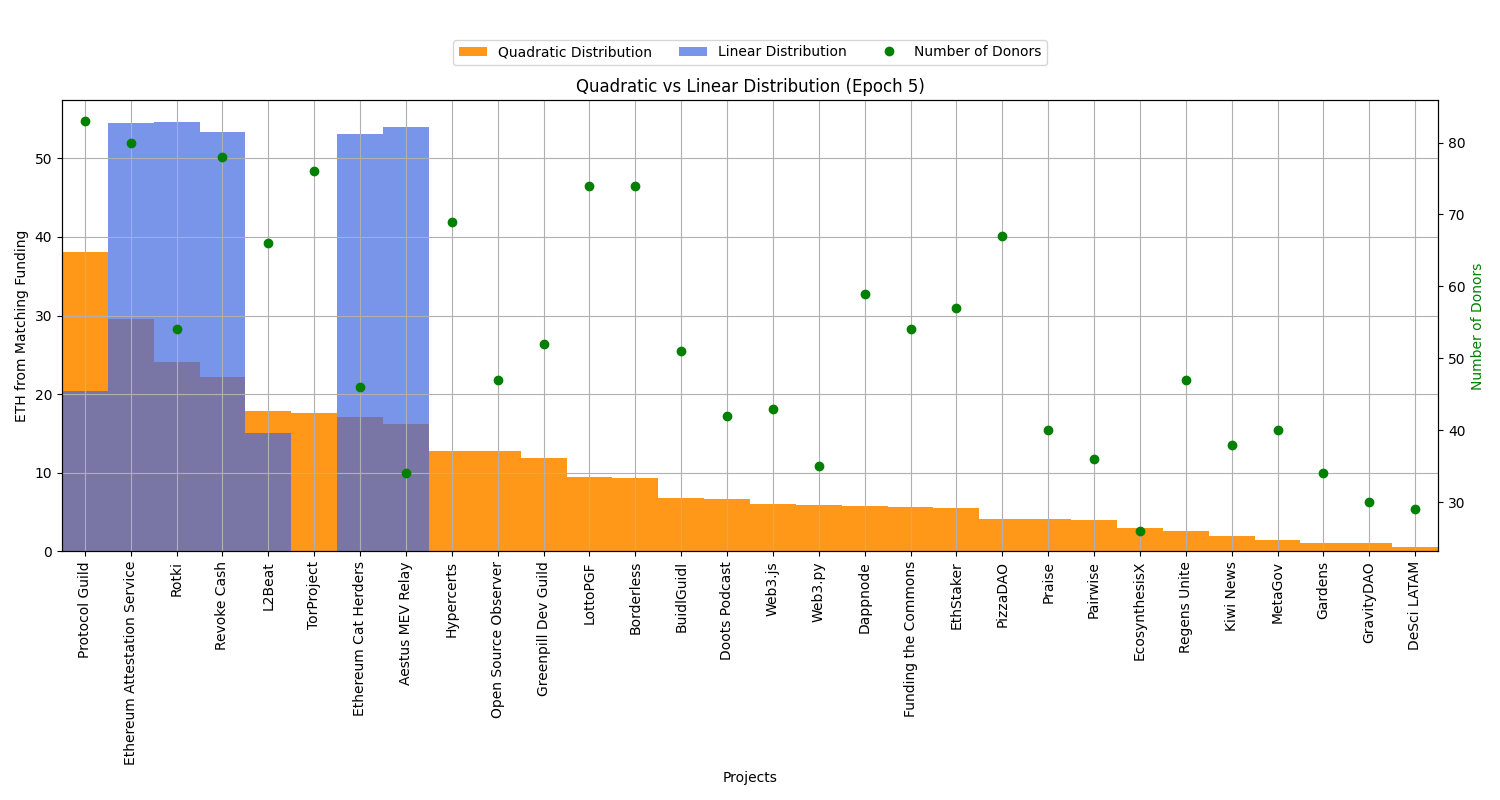 Quadratic Distribution Linear Distribution Number of Donors
Quadratic vs Linear Distribution (Epoch 5)
ETH from Matching Funding
50
40
30
20
10
0
80
70
60
50
40
30
Number of Donors
Protocol Guild
Ethereum Attestation Service
Rotki
Revoke Cash
L2Beat
TorProject
Ethereum Cat Herders
Aestus MEV Relay
Hypercerts
Open Source Observer
Greenpill Dev Guild
LottoPGF
Borderless
BuidlGuidl
Doots Podcast
Web3.js
Web3.py
Dappnode
Funding the Commons
EthStaker
PizzaDAO
Praise
Pairwise
EcosynthesisX
Regens Unite
Kiwi News
MetaGov
Gardens
GravityDAO
DeSci LATAM
Projects